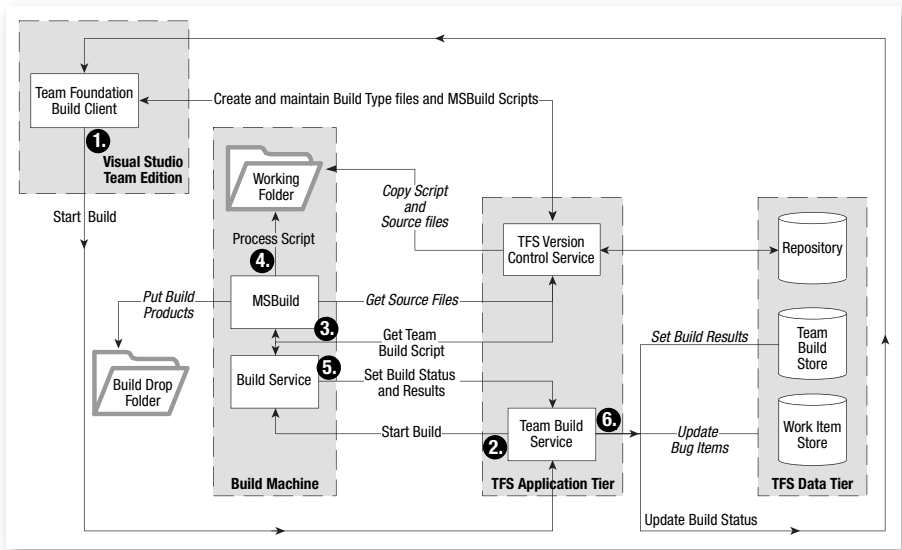 Team Foundation
Build Client
1.
Visual Studio
Team Edition
Create and maintain Build Type files and MSBuild Scripts
Start Build
Working
Folder
Copy Script
and
Source files
Process Script
4.
TFS Version
Control Service
Repository
Put Build
Products
MSBuild
3.
Get Source Files
Get Team
Build Script
Set Build Results
Team
Build
Store
Build Drop
Folder
Build Service
5.
Set Build Status
and Results
Start Build
2.
Team Build
Service
6.
Update
Bug Items
Work Item
Store
Build Machine
TFS Application Tier
TFS Data Tier
Update Build Status